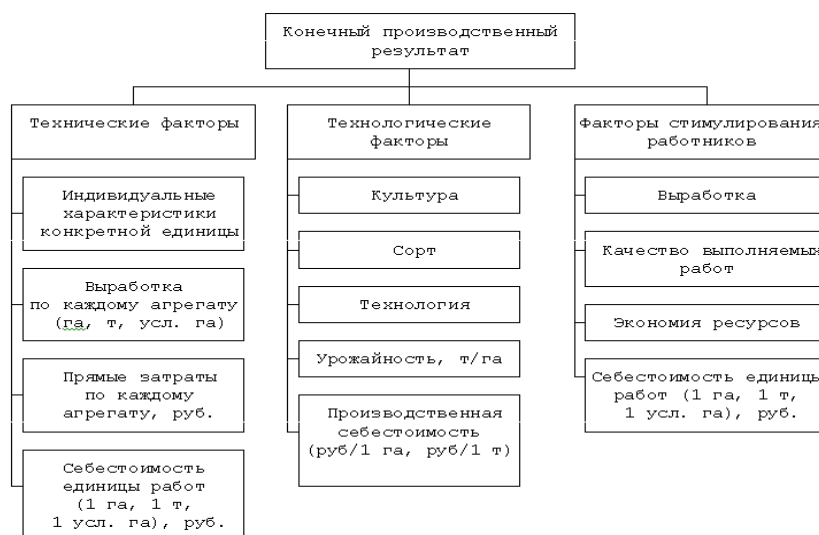 Конечный производственный
результат
Технические факторы
Индивидуальные
характеристики
конкретной единицы
Выработка
по каждому агрегату
(га, т, усл. га)
Прямые затраты
по каждому
агрегату, руб.
Себестоимость
единицы работ
(1 га, 1 т,
1 усл. га), руб.
Технологические
факторы
Культура
Сорт
Технология
Урожайность, т/га
Производственная
себестоимость
(руб/1 га, руб/1 т)
Факторы стимулирования
работников
Выработка
Качество выполняемых
работ
Экономия ресурсов
Себестоимость единицы
работ (1 га, 1 т,
1 усл. га), руб.